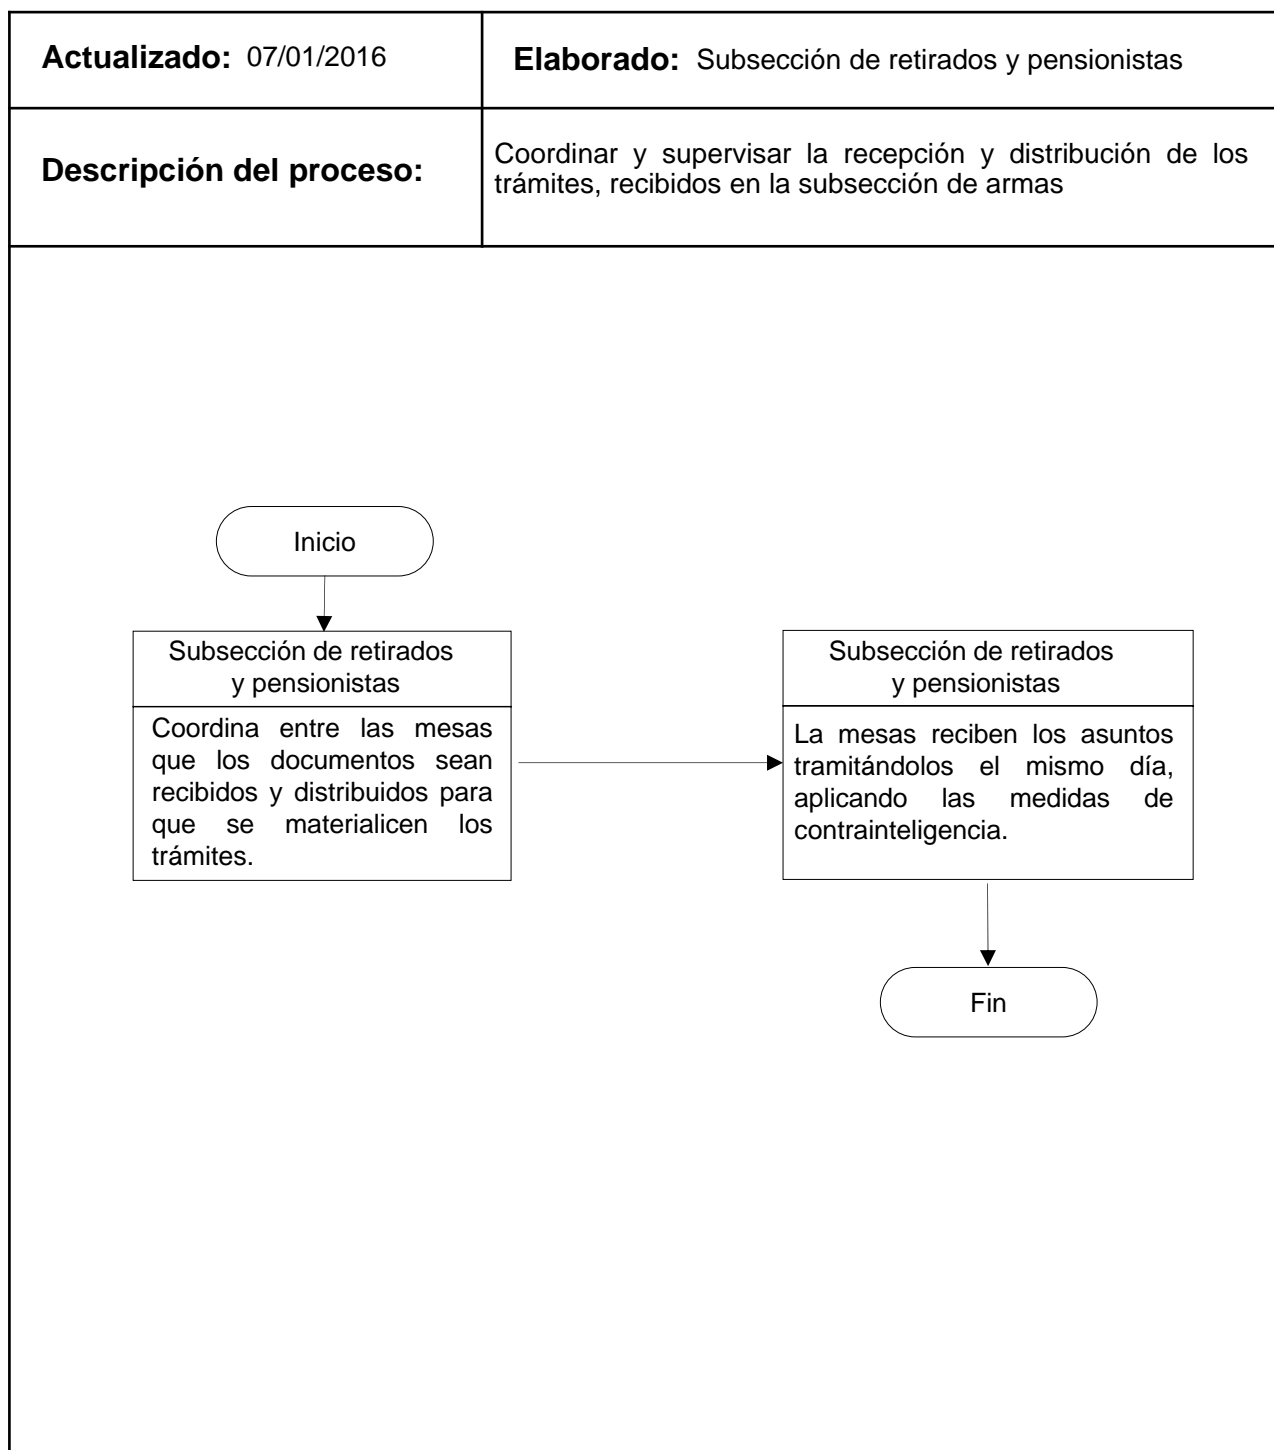 Actualizado: 07/01/2016
Elaborado: Subsección de retirados y pensionistas
Descripción del proceso:
Coordinar y supervisar la recepción y distribución de los
trámites, recibidos en la subsección de armas
Inicio
Subsección de retirados
y pensionistas
Coordina entre las mesas
que los documentos sean
recibidos y distribuidos para
que se materialicen los
trámites.
Subsección de retirados
y pensionistas
La mesas reciben los asuntos
tramitándolos el mismo día,
aplicando las medidas de
contrainteligencia.
Fin